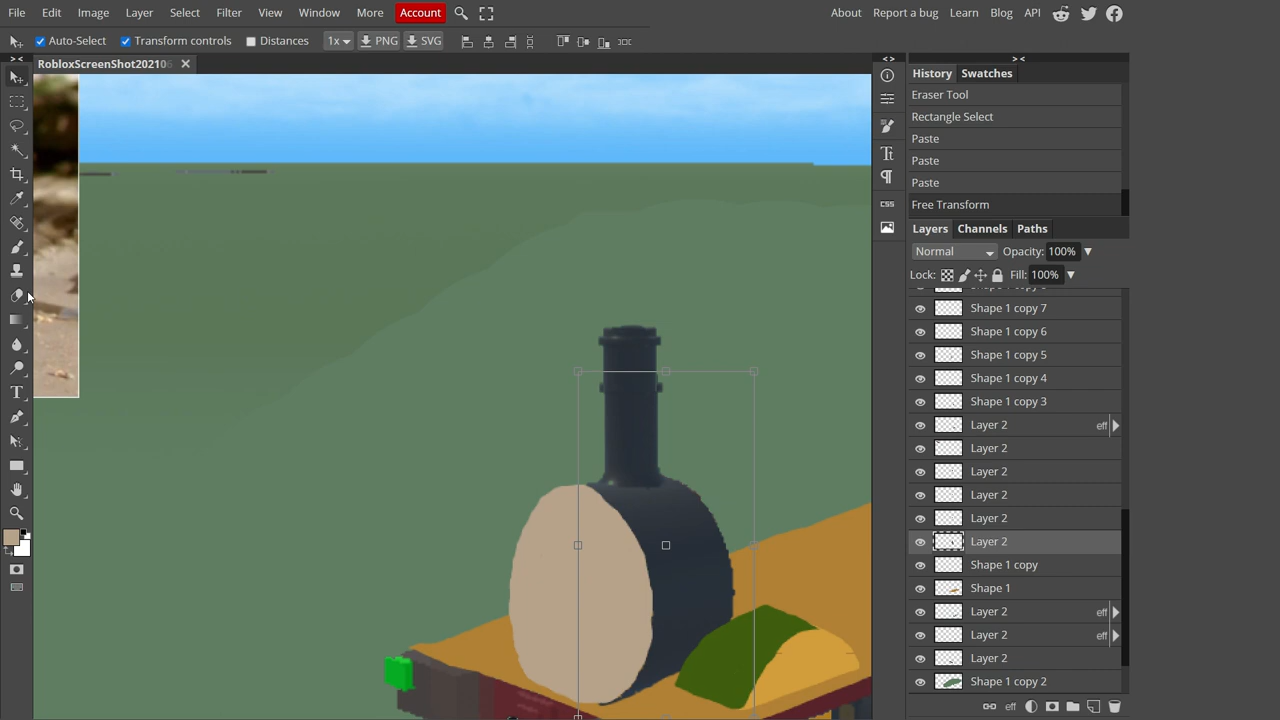 File Edit Image Layer Select Filter View Window More Account
About Report a bug Learn Blog API
Auto-Select Transform controls Distances 1x PNG SVG
RobloxScreenShot202106
History Swatches
Eraser Tool
Rectangle Select
Paste
Paste
Paste
Free Transform
Layers Channels Paths
Normal Opacity: 100%
Lock: Fill: 100%
Shape 1 copy 7
Shape 1 copy 6
Shape 1 copy 5
Shape 1 copy 4
Shape 1 copy 3
Layer 2 eff
Layer 2
Layer 2
Layer 2
Layer 2
Layer 2
Shape 1 copy
Shape 1
Layer 2 eff
Layer 2 eff
Layer 2
Shape 1 copy 2
eff
CSS